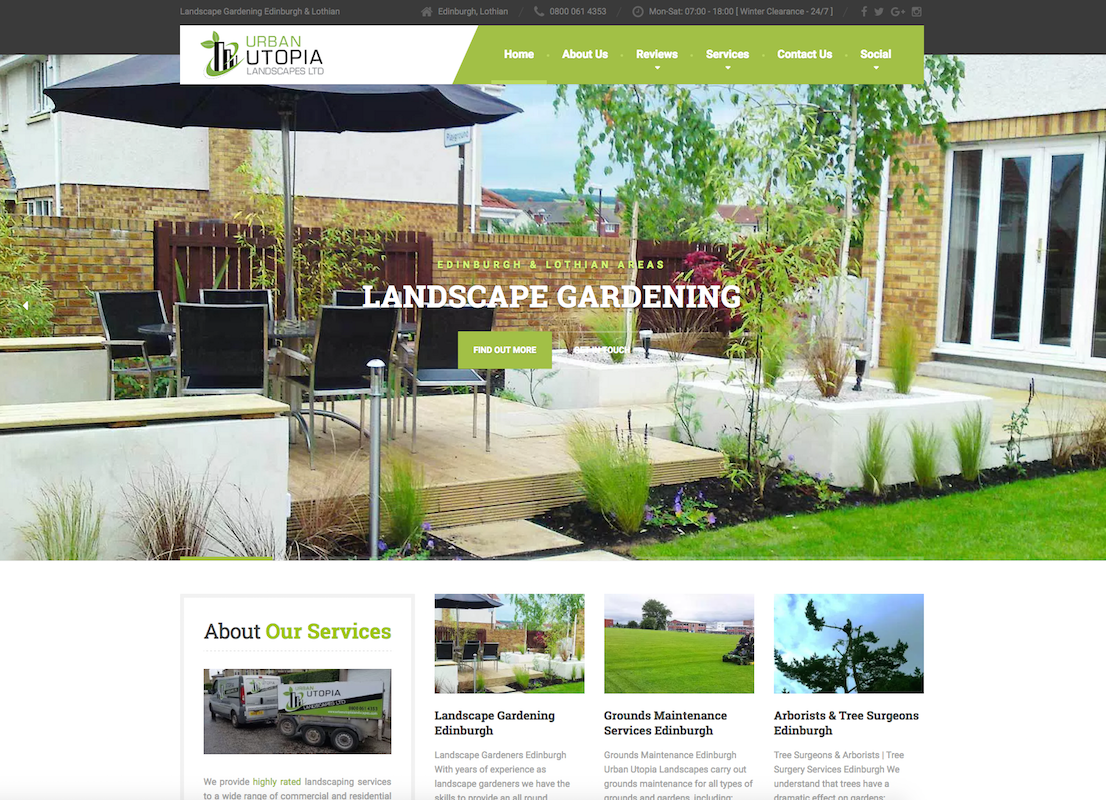 Landscape Gardening Edinburgh & Lothian
Edinburgh, Lothian / 0800 061 4353 / Mon-Sat: 07:00 - 18:00 [ Winter Clearance - 24/7 ] /
URBAN
UTOPIA
LANDSCAPES LTD
Home
About Us
Reviews
Services
Contact Us
Social
Playground
EDINBURGH & LOTHIAN AREAS
LANDSCAPE GARDENING
FIND OUT MORE
GET IN TOUCH
About Our Services
URBAN
UTOPIA
LANDSCAPES LTD
We provide highly rated landscaping services
to a wide range of commercial and residential
Landscape Gardening
Edinburgh
Landscape Gardeners Edinburgh
With years of experience as
landscape gardeners we have the
skills to provide an all round
Grounds Maintenance
Services Edinburgh
Grounds Maintenance Edinburgh
Urban Utopia Landscapes carry out
grounds maintenance for all types of
grounds and gardens, including:
Arborists & Tree Surgeons
Edinburgh
Tree Surgeons & Arborists | Tree
Surgery Services Edinburgh We
understand that trees have a
dramatic effect on gardens;